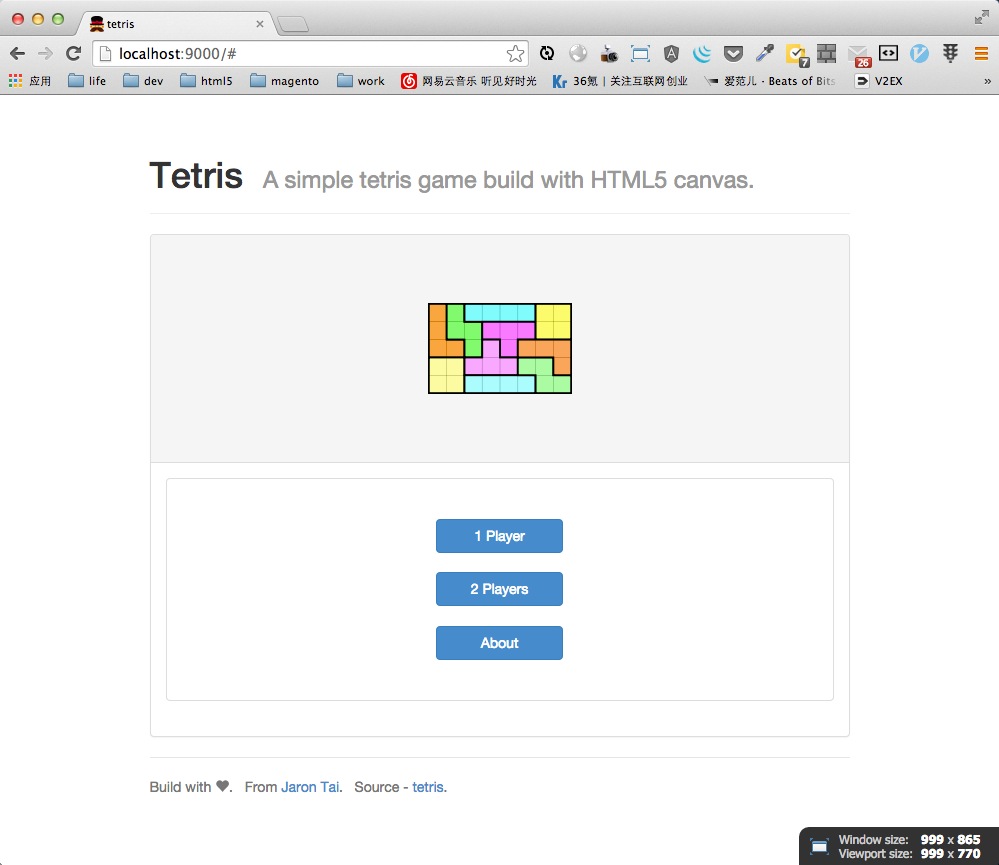 tetris
localhost:9000/#
7
26
应用 life dev html5 magento work 网易云音乐 听见好时光 Kr 36氪 | 关注互联网创业 爱范儿 · Beats of Bits V2EX »
Tetris A simple tetris game build with HTML5 canvas.
1 Player
2 Players
About
Build with ♥. From Jaron Tai. Source - tetris.
Window size: 999 x 865
Viewport size: 999 x 770